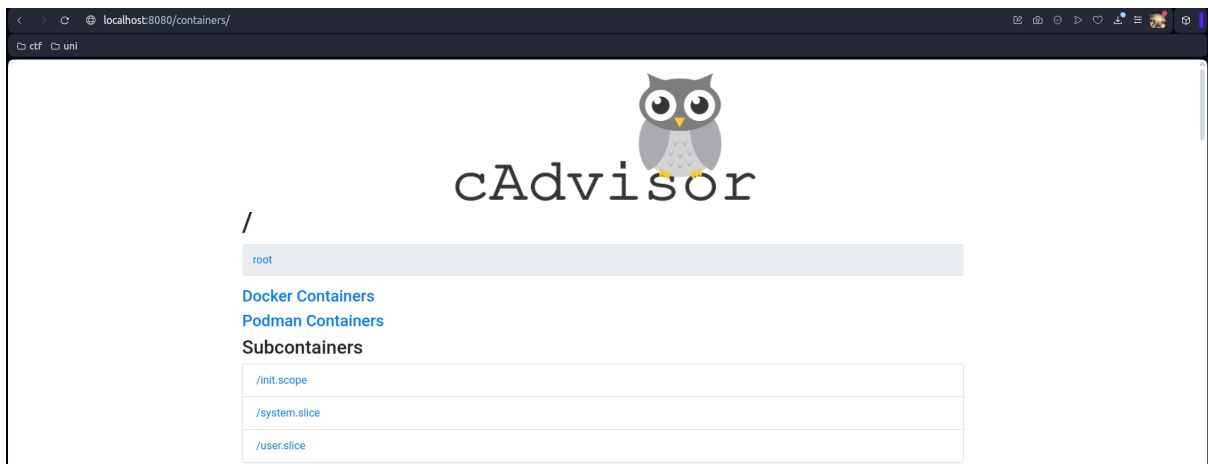 localhost:8080/containers/
ctf uni
cAdvisor
/
root
Docker Containers
Podman Containers
Subcontainers
/init.scope
/system.slice
/user.slice